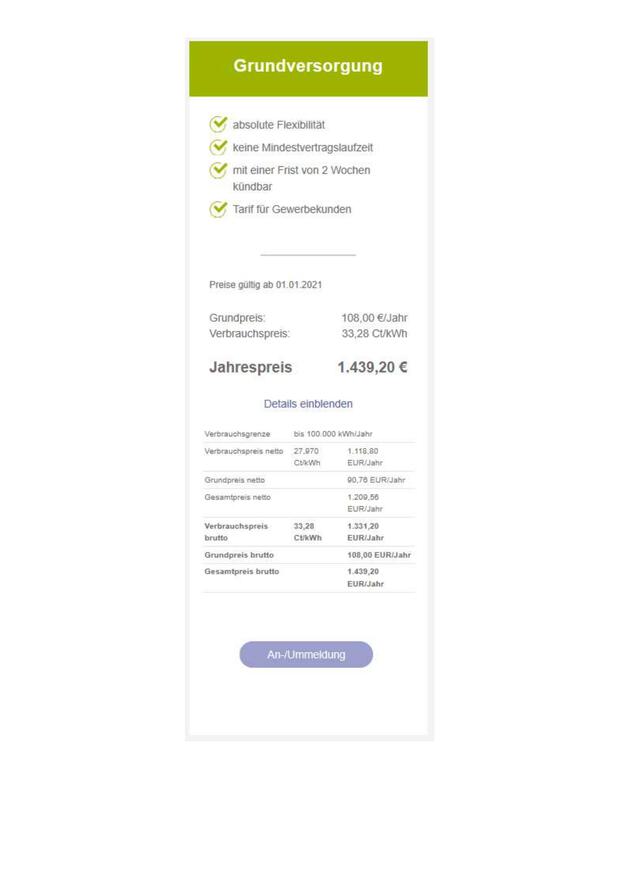 Grundversorgung
absolute Flexibilität
keine Mindestvertragslaufzeit
mit einer Frist von 2 Wochen
kündbar
Tarif für Gewerbekunden
Preise gültig ab 01.01.2021
Grundpreis: 108,00 €/Jahr
Verbrauchspreis: 33,28 Ct/kWh
Jahrespreis 1.439,20 €
Details einblenden
Verbrauchsgrenze bis 100.000 kWh/Jahr
Verbrauchspreis netto 27,970 1.118,80
Ct/kWh EUR/Jahr
Grundpreis netto 90,76 EUR/Jahr
Gesamtpreis netto 1.209,56
EUR/Jahr
Verbrauchspreis 33,28 1.331,20
brutto Ct/kWh EUR/Jahr
Grundpreis brutto 108,00 EUR/Jahr
Gesamtpreis brutto 1.439,20
EUR/Jahr
An-/Ummeldung